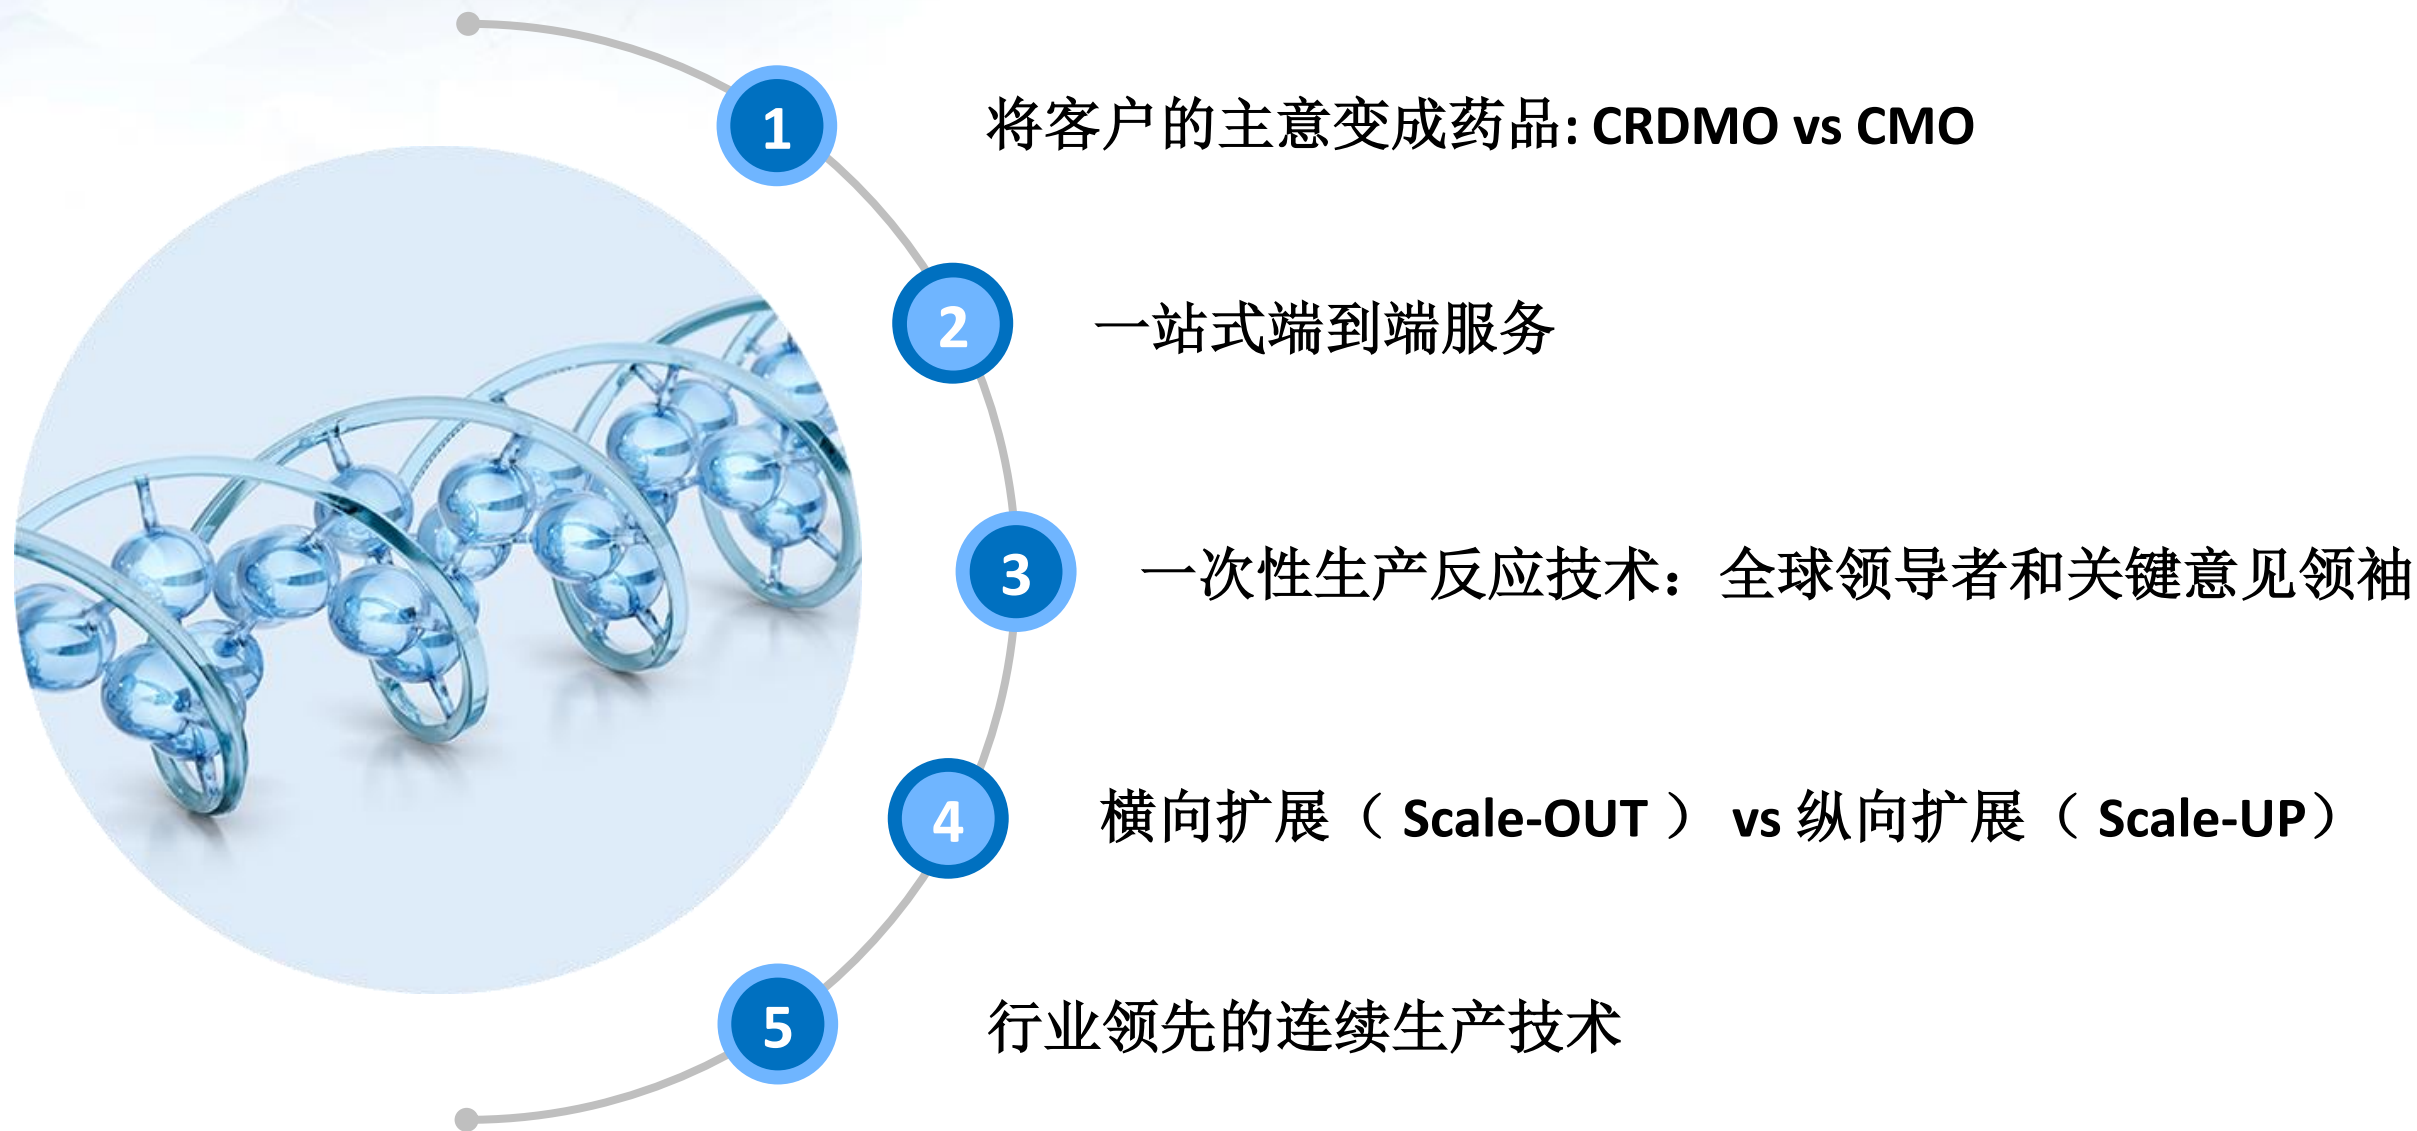 1 将客户的主意变成药品: CRDMO vs CMO
2 一站式端到端服务
3 一次性生产反应技术：全球领导者和关键意见领袖
4 横向扩展（ Scale-OUT ） vs 纵向扩展（ Scale-UP）
5 行业领先的连续生产技术